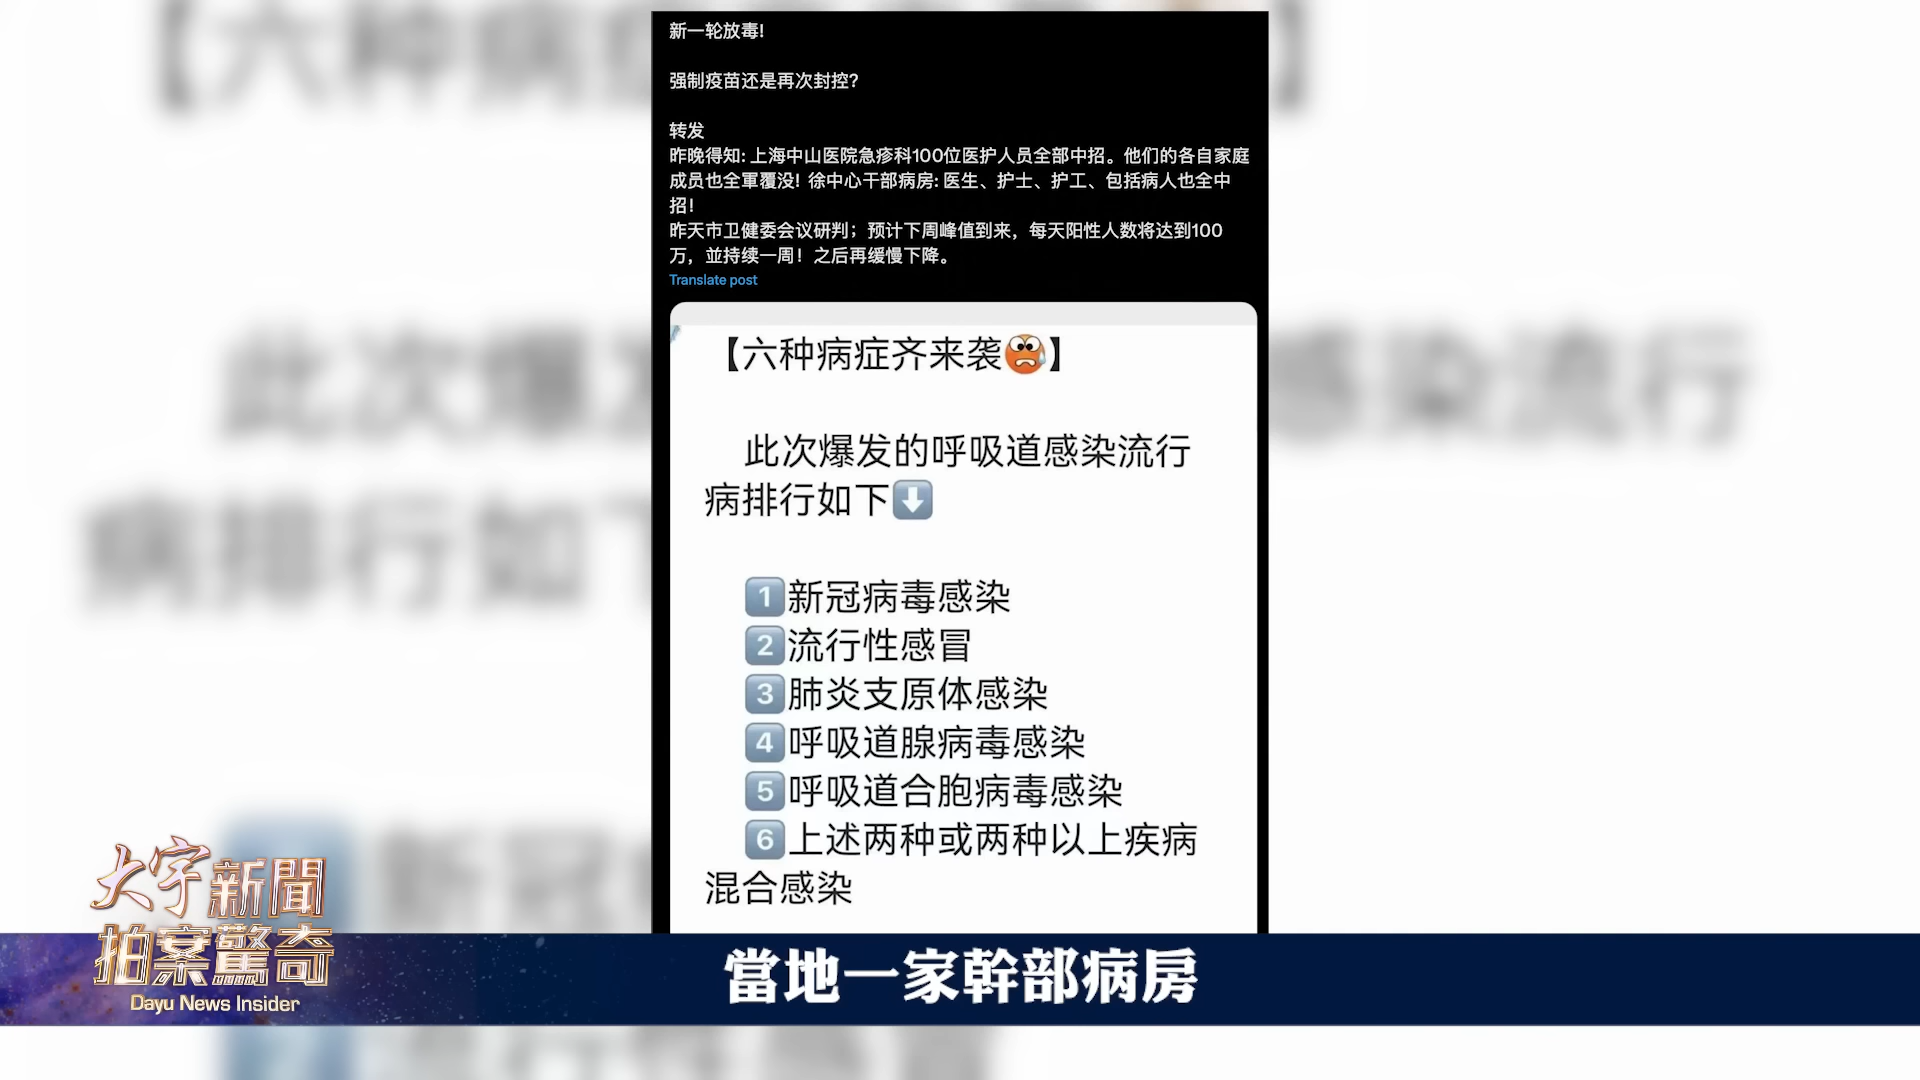 新一轮放毒!
强制疫苗还是再次封控?
转发
昨晚得知: 上海中山医院急疹科100位医护人员全部中招。他们的各自家庭
成员也全軍覆没! 徐中心干部病房: 医生、护士、护工、包括病人也全中
招!
昨天市卫健委会议研判；预计下周峰值到来，每天阳性人数将达到100
万，並持续一周！之后再缓慢下降。
Translate post
【六种病症齐来袭😰】
此次爆发的呼吸道感染流行
病排行如下⬇️
1️⃣新冠病毒感染
2️⃣流行性感冒
3️⃣肺炎支原体感染
4️⃣呼吸道腺病毒感染
5️⃣呼吸道合胞病毒感染
6️⃣上述两种或两种以上疾病
混合感染
大宇新聞
拍案驚奇
Dayu News Insider
當地一家幹部病房